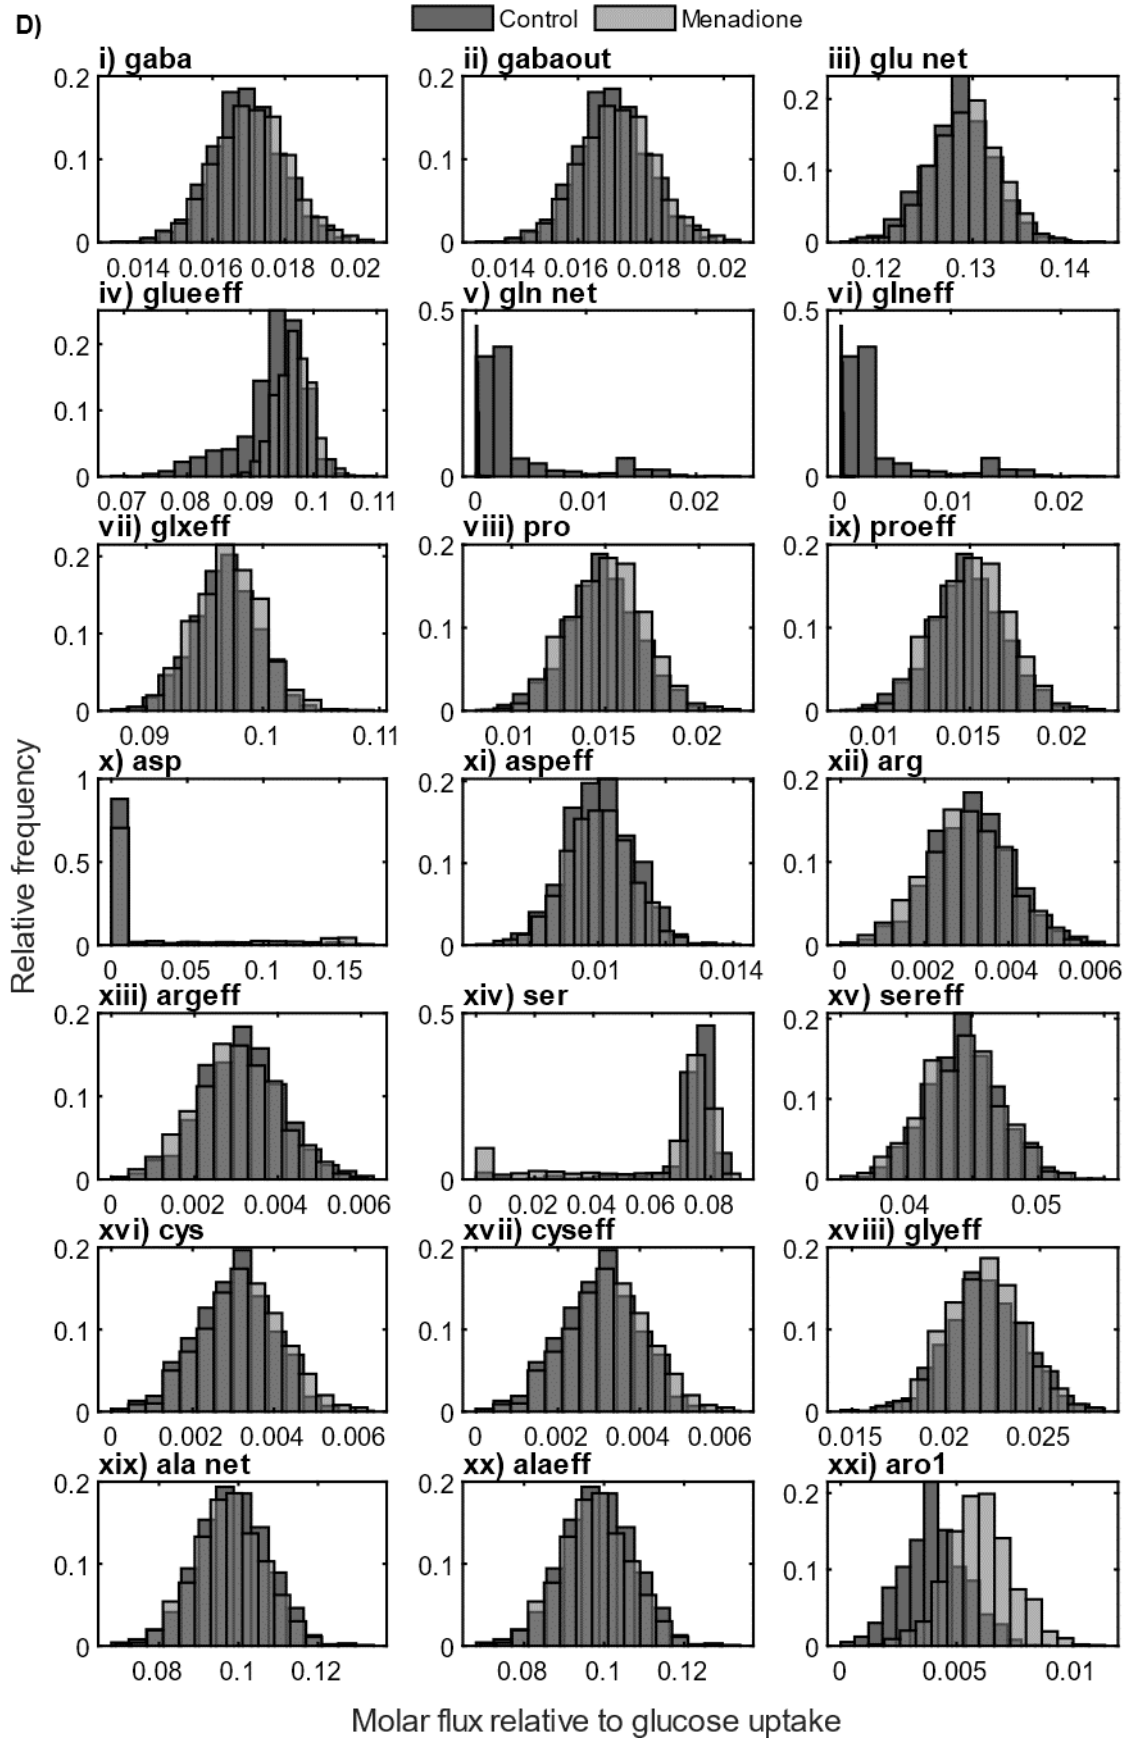 D)
Control Menadione
i) gaba ii) gabaout iii) glu net
0.2 0.2 0.2
0.1 0.1 0.1
0 0 0
0.014 0.016 0.018 0.02 0.014 0.016 0.018 0.02 0.12 0.13 0.14
iv) glueeff v) gln net vi) glneff
0.2 0.5 0.5
0.1
0 0 0
0.07 0.08 0.09 0.1 0.11 0 0.01 0.02 0 0.01 0.02
vii) glxeff viii) pro ix) proeff
0.2 0.2 0.2
0.1 0.1 0.1
0 0 0
0.09 0.1 0.11 0.01 0.015 0.02 0.01 0.015 0.02
x) asp xi) aspeff xii) arg
1 0.2 0.2
0.5 0.1 0.1
0 0 0
0 0.05 0.1 0.15 0.01 0.014 0 0.002 0.004 0.006
xiii) argeff xiv) ser xv) sereff
0.2 0.5 0.2
0.1 0.1
0 0 0
0 0.002 0.004 0.006 0 0.02 0.04 0.06 0.08 0.04 0.05
xvi) cys xvii) cyseff xviii) glyeff
0.2 0.2 0.2
0.1 0.1 0.1
0 0 0
0 0.002 0.004 0.006 0 0.002 0.004 0.006 0.015 0.02 0.025
xix) ala net xx) alaeff xxi) aro1
0.2 0.2 0.2
0.1 0.1 0.1
0 0 0
0.08 0.1 0.12 0.08 0.1 0.12 0 0.005 0.01
Relative frequency
Molar flux relative to glucose uptake